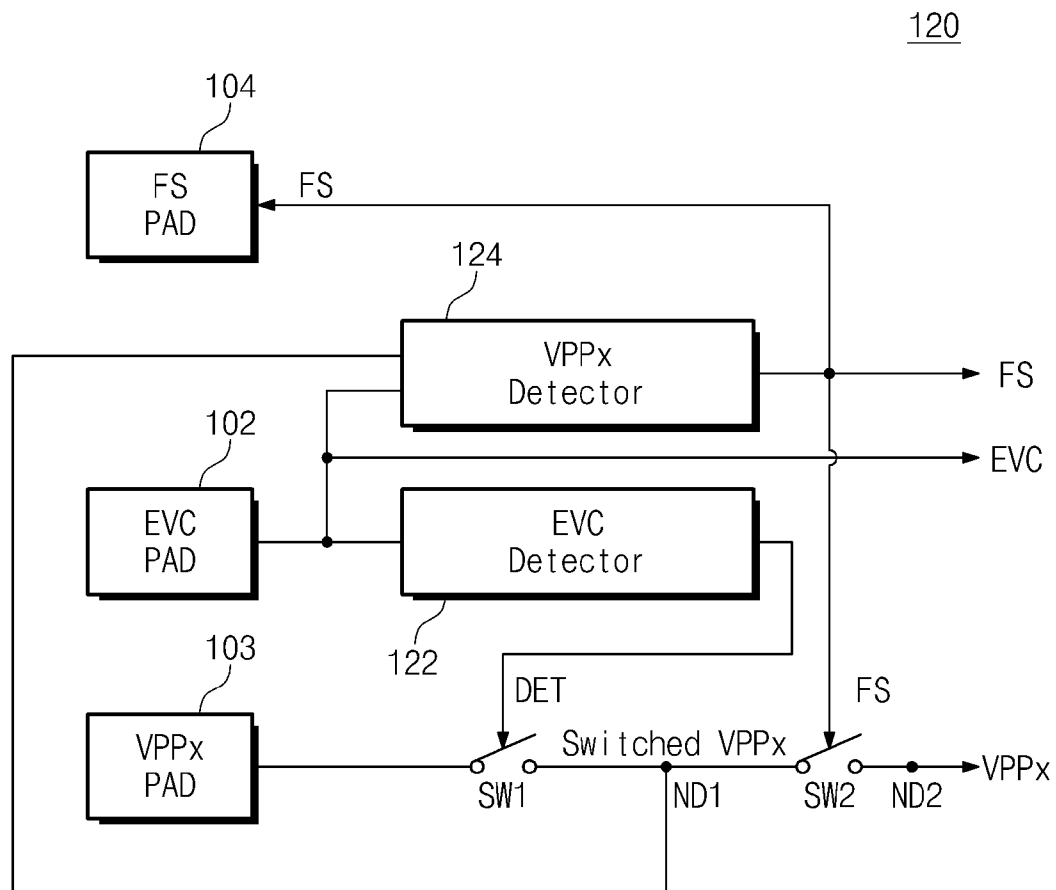 120
104
FS
PAD
FS
124
VPPx
Detector
FS
102
EVC
EVC
PAD
EVC
Detector
122
103
DET
FS
VPPx
PAD
Switched VPPx
VPPx
SW1
ND1
SW2
ND2